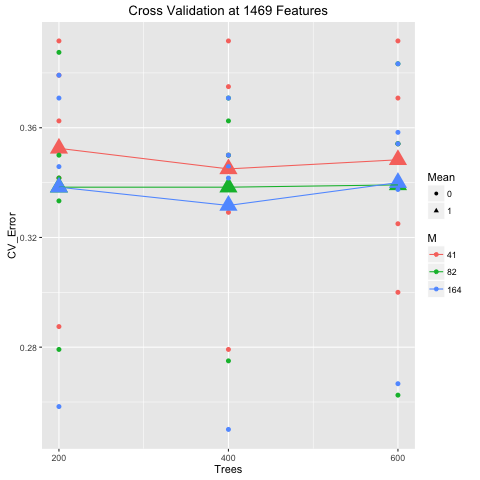 Cross Validation at 1469 Features
CV_Error
0.36
0.32
0.28
200
400
600
Trees
Mean
0
1
M
41
82
164